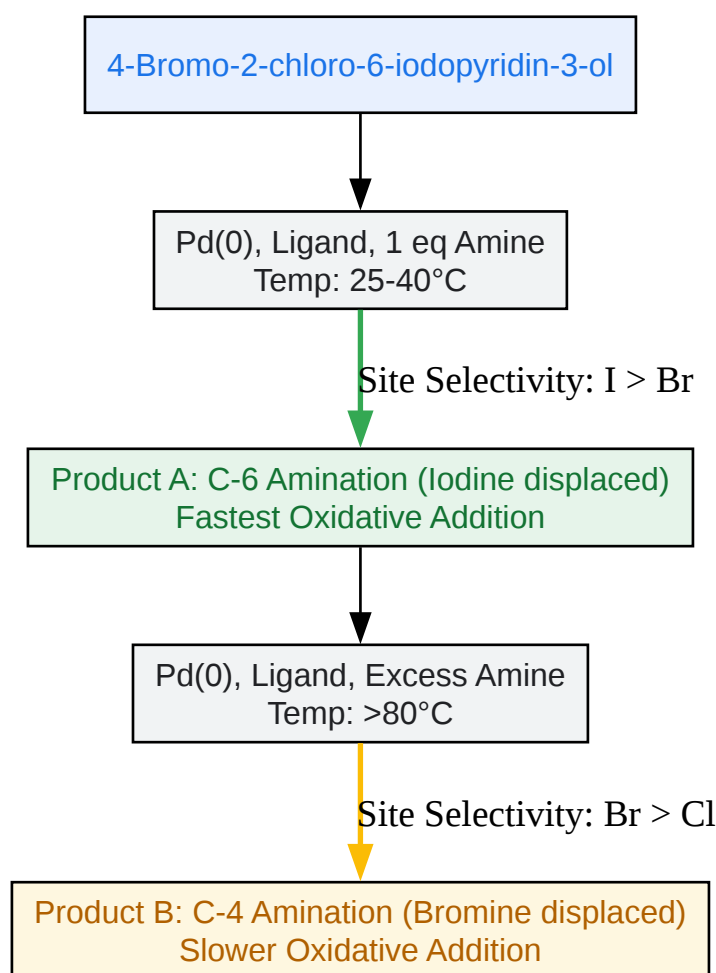 4-Bromo-2-chloro-6-iodopyridin-3-ol
Pd(0), Ligand, 1 eq Amine
Temp: 25-40°C
Site Selectivity: I > Br
Product A: C-6 Amination (Iodine displaced)
Fastest Oxidative Addition
Pd(0), Ligand, Excess Amine
Temp: >80°C
Site Selectivity: Br > Cl
Product B: C-4 Amination (Bromine displaced)
Slower Oxidative Addition